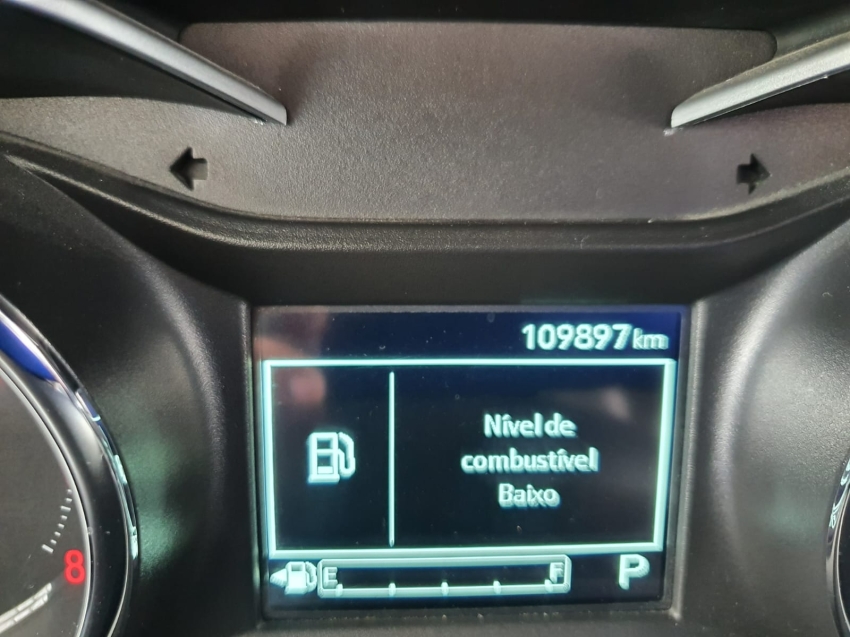 109897km
Nível de
combustível
Baixo
E F P
8